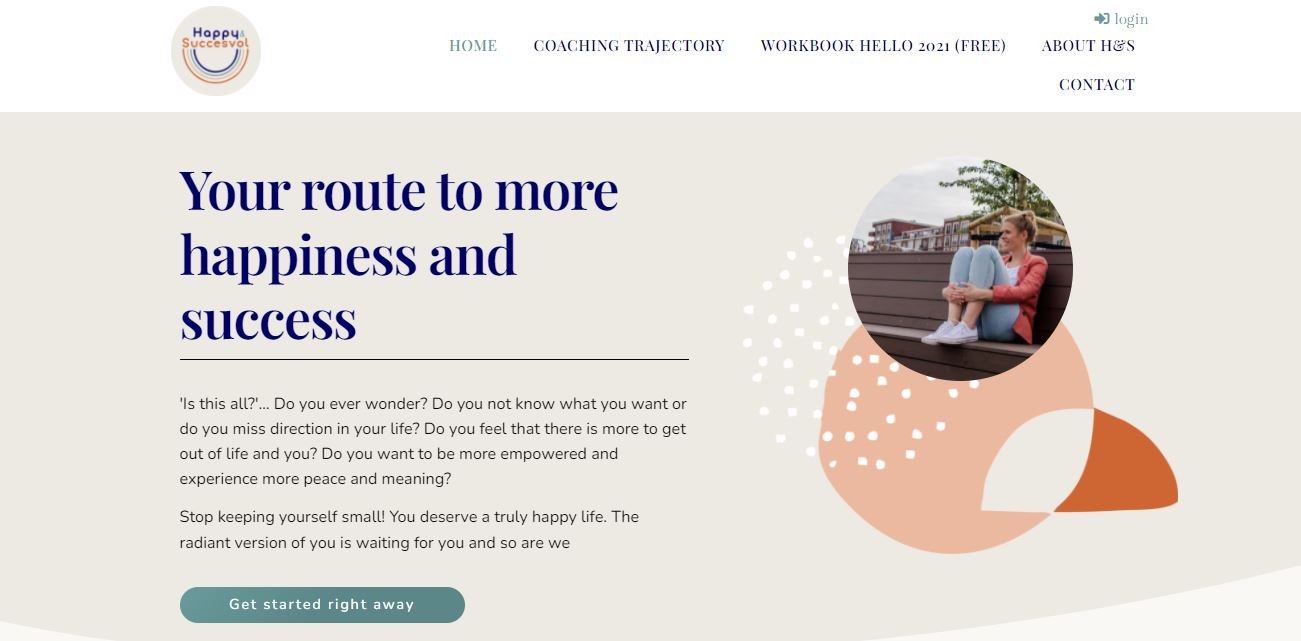 Happy&
Succesvol
login
HOME
COACHING TRAJECTORY
WORKBOOK HELLO 2021 (FREE)
ABOUT H&S
CONTACT
Your route to more
happiness and
success
'Is this all?'... Do you ever wonder? Do you not know what you want or
do you miss direction in your life? Do you feel that there is more to get
out of life and you? Do you want to be more empowered and
experience more peace and meaning?
Stop keeping yourself small! You deserve a truly happy life. The
radiant version of you is waiting for you and so are we
Get started right away